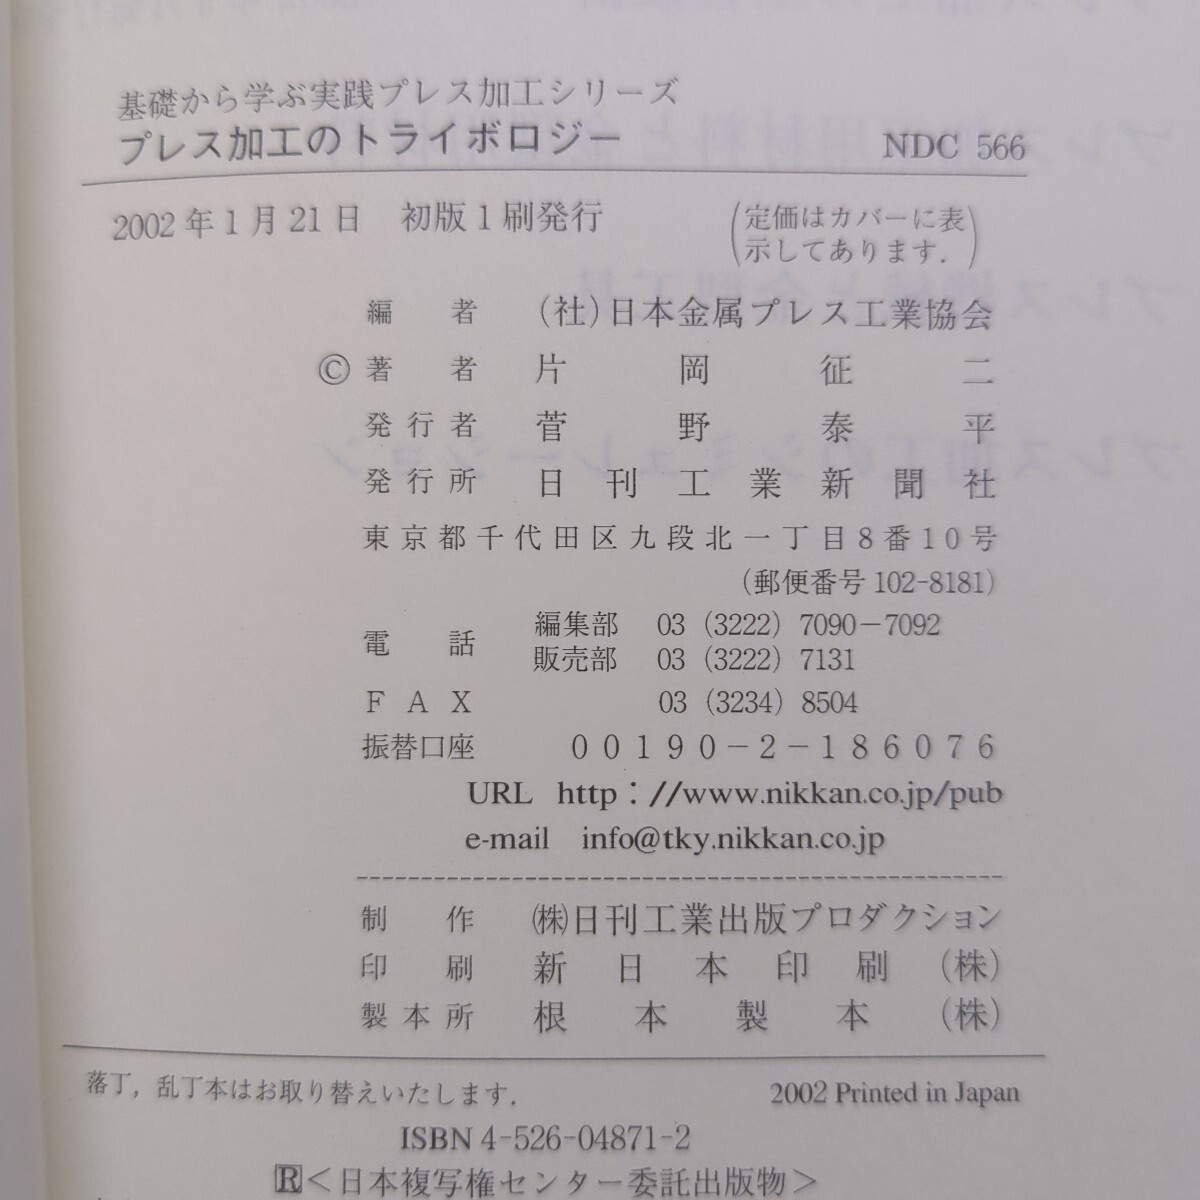 基礎から学ぶ実践プレス加工シリーズ
プレス加工のトライボロジー NDC 566
2002年1月21日 初版1刷発行 (定価はカバーに表
示してあります.)
編者 (社)日本金属プレス工業協会
©著者 片岡征二
発行者 菅野泰平
発行所 日刊工業新聞社
東京都千代田区九段北一丁目8番10号
(郵便番号 102-8181)
電話 編集部 03 (3222) 7090-7092
販売部 03 (3222) 7131
FAX 03 (3234) 8504
振替口座 00190-2-186076
URL http://www.nikkan.co.jp/pub
e-mail info@tky.nikkan.co.jp
制作 ㈱日刊工業出版プロダクション
印刷 新日本印刷(株)
製本所 根本製本(株)
落丁,乱丁本はお取り替えいたします. 2002 Printed in Japan
ISBN 4-526-04871-2
R<日本複写権センター委託出版物>